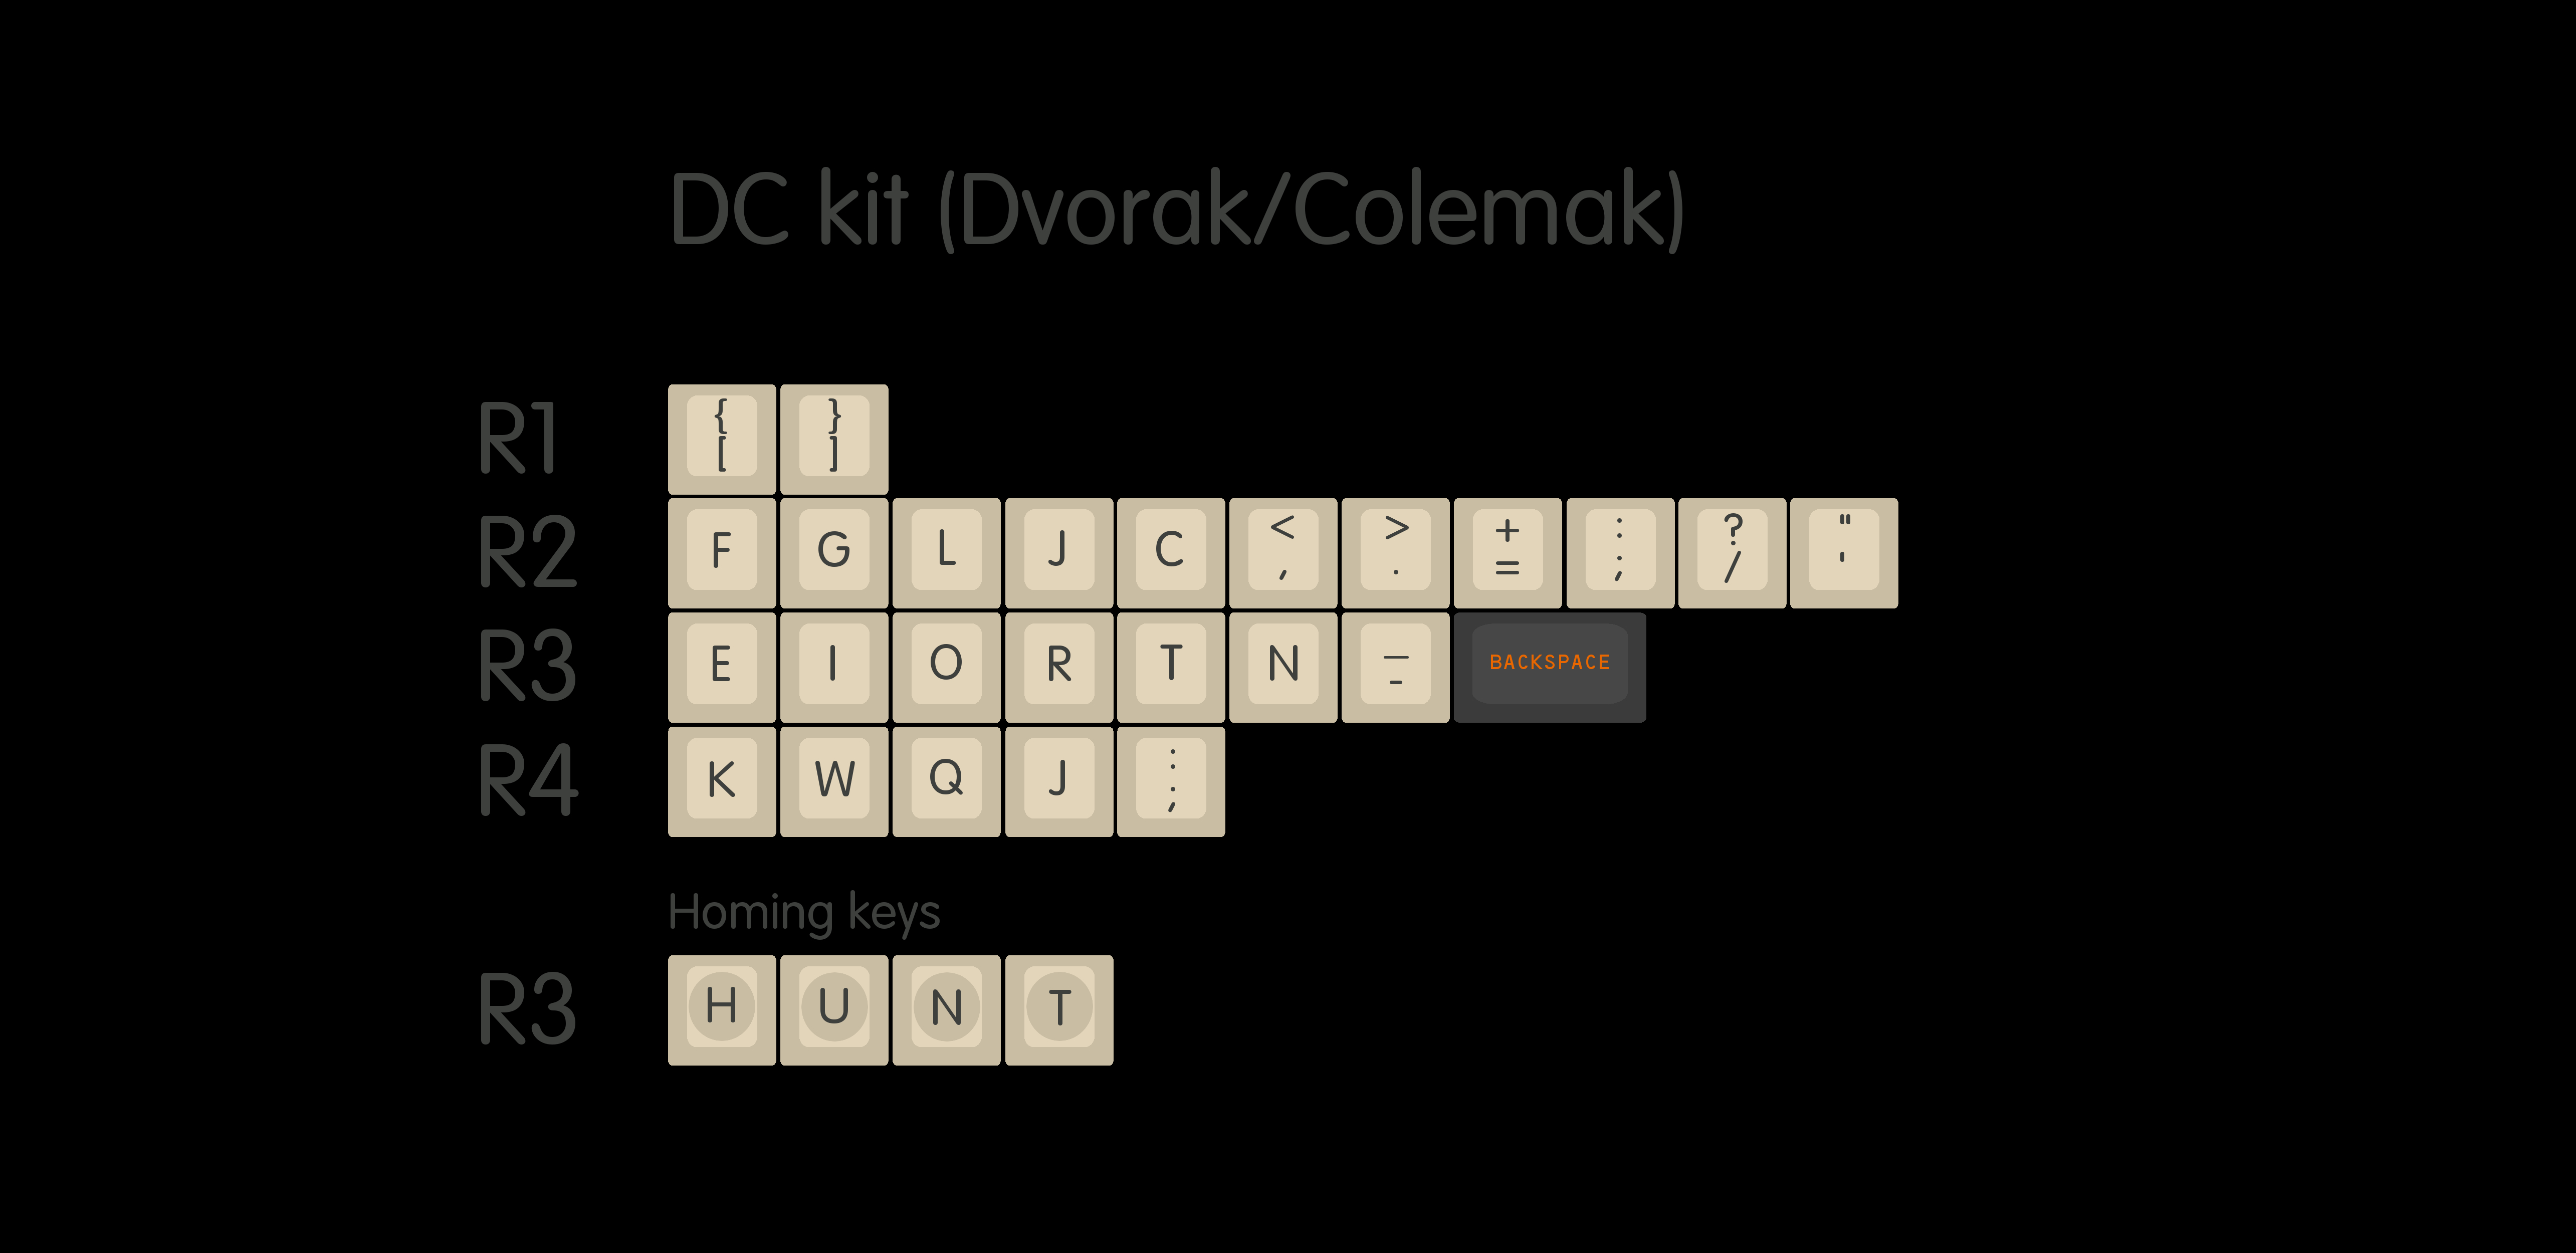 DC kit (Dvorak/Colemak)
R1 { [ } ]
R2 F G L J C < , > . + = : ; ? / " '
R3 E I O R T N _ - BACKSPACE
R4 K W Q J : ;
Homing keys
R3 H U N T